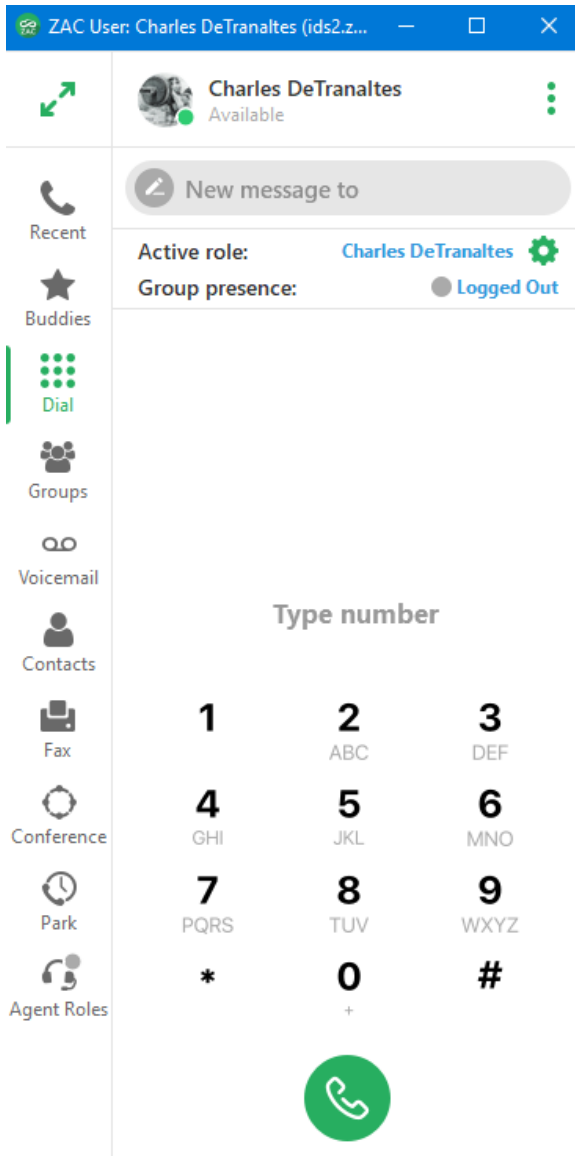 ZAC User: Charles DeTranaltes (ids2.z...
Charles DeTranaltes
Available
New message to
Active role: Charles DeTranaltes
Group presence: Logged Out
Recent
Buddies
Dial
Groups
Voicemail
Contacts
Fax
Conference
Park
Agent Roles
Type number
1 2 3
ABC DEF
4 5 6
GHI JKL MNO
7 8 9
PQRS TUV WXYZ
* 0 #
+